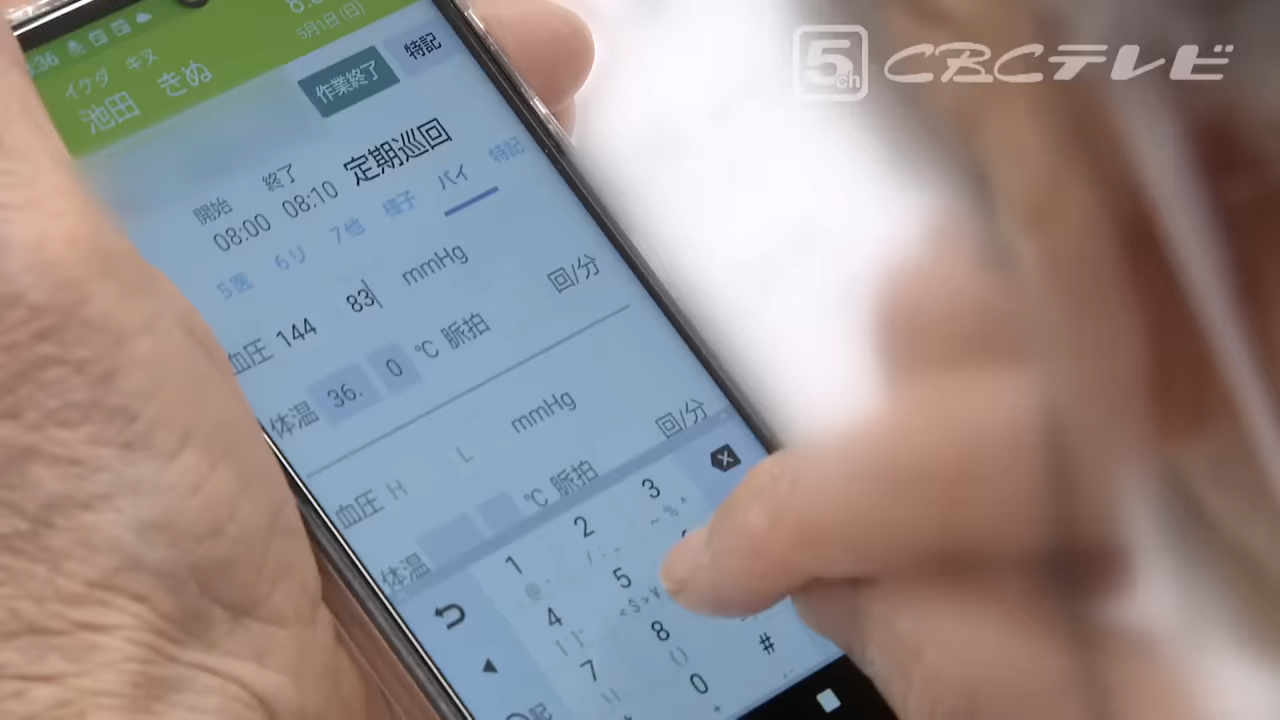 5ch CBCテレビ
5月1日(日)
イケダ キヌ
池田 きぬ
作業終了 特記
開始 終了
08:00 08:10 定期巡回
6リ 7他 様子 バイ 特記
血圧 144 83 mmHg
体温 36. 0 ℃ 脈拍 回/分
血圧 H L mmHg
体温 ℃ 脈拍 回/分
1 2 3
4 5
7 8
0 #